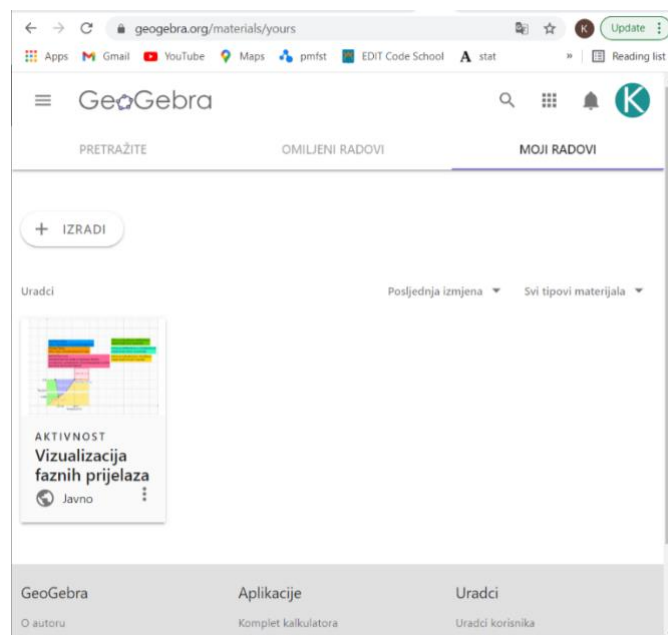 geogebra.org/materials/yours K Update
Apps Gmail YouTube Maps pmfst EDIT Code School A stat » Reading list
GeoGebra K
PRETRAŽITE OMILJENI RADOVI MOJI RADOVI
+ IZRADI
Uradci Posljednja izmjena Svi tipovi materijala
AKTIVNOST
Vizualizacija
faznih prijelaza
Javno
GeoGebra Aplikacije Uradci
O autoru Komplet kalkulatora Uradci korisnika